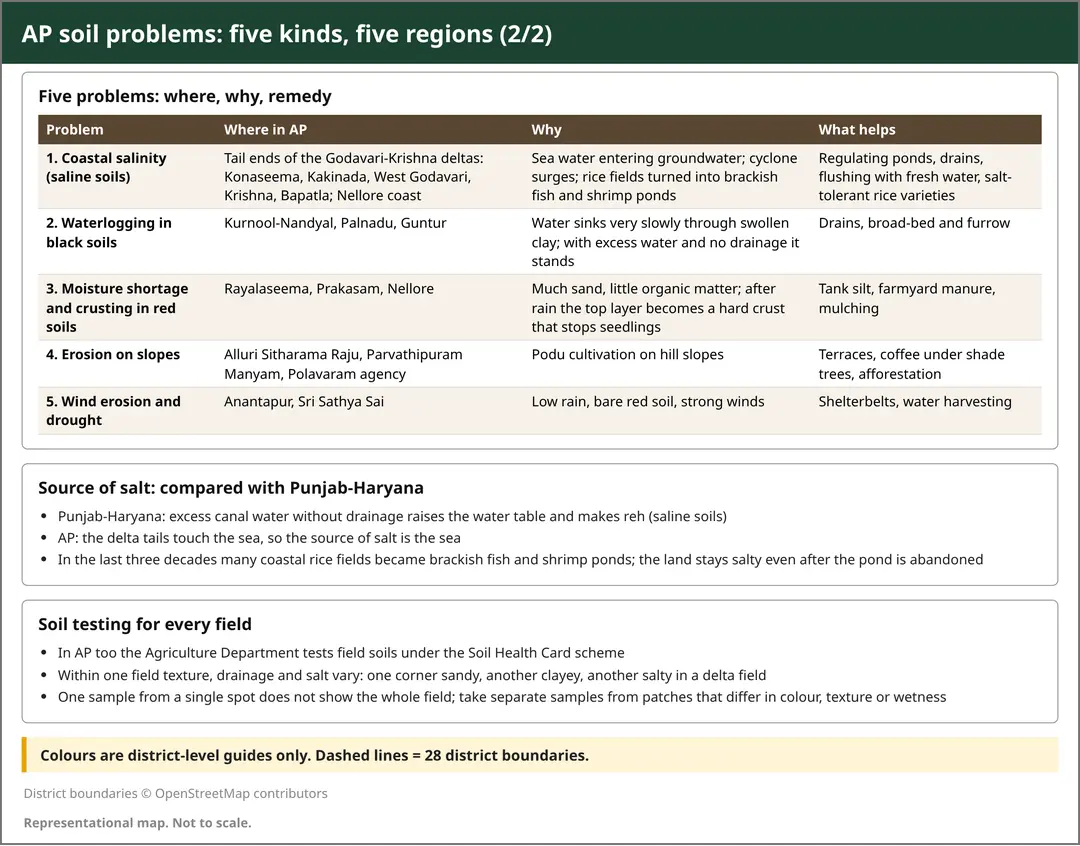 AP soil problems: five kinds, five regions (2/2)
Five problems: where, why, remedy
Problem Where in AP Why What helps
1. Coastal salinity (saline soils)
Tail ends of the Godavari-Krishna deltas: Konaseema, Kakinada, West Godavari, Krishna, Bapatla; Nellore coast
Sea water entering groundwater; cyclone surges; rice fields turned into brackish fish and shrimp ponds
Regulating ponds, drains, flushing with fresh water, salt-tolerant rice varieties
2. Waterlogging in black soils
Kurnool-Nandyal, Palnadu, Guntur
Water sinks very slowly through swollen clay; with excess water and no drainage it stands
Drains, broad-bed and furrow
3. Moisture shortage and crusting in red soils
Rayalaseema, Prakasam, Nellore
Much sand, little organic matter; after rain the top layer becomes a hard crust that stops seedlings
Tank silt, farmyard manure, mulching
4. Erosion on slopes
Alluri Sitharama Raju, Parvathipuram Manyam, Polavaram agency
Podu cultivation on hill slopes
Terraces, coffee under shade trees, afforestation
5. Wind erosion and drought
Anantapur, Sri Sathya Sai
Low rain, bare red soil, strong winds
Shelterbelts, water harvesting
Source of salt: compared with Punjab-Haryana
• Punjab-Haryana: excess canal water without drainage raises the water table and makes reh (saline soils)
• AP: the delta tails touch the sea, so the source of salt is the sea
• In the last three decades many coastal rice fields became brackish fish and shrimp ponds; the land stays salty even after the pond is abandoned
Soil testing for every field
• In AP too the Agriculture Department tests field soils under the Soil Health Card scheme
• Within one field texture, drainage and salt vary: one corner sandy, another clayey, another salty in a delta field
• One sample from a single spot does not show the whole field; take separate samples from patches that differ in colour, texture or wetness
Colours are district-level guides only. Dashed lines = 28 district boundaries.
District boundaries © OpenStreetMap contributors
Representational map. Not to scale.